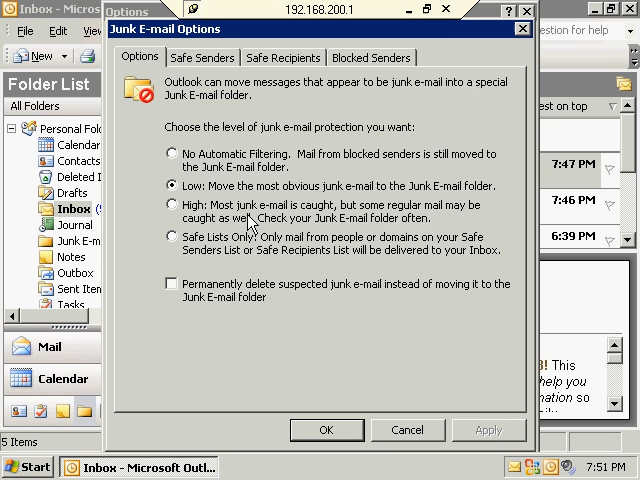 Inbox - Microsof
Options
192.168.200.1
Junk E-mail Options
File
Edit
estion for help
New
Options
Safe Senders
Safe Recipients
Blocked Senders
Folder List
All Folders
Personal Fold
Calendar
Contacts
Deleted I
Drafts
Inbox
Journal
Junk E-m
Notes
Outbox
Sent Item
Tasks
Mail
Calendar
Outlook can move messages that appear to be junk e-mail into a special
Junk E-mail folder.
Choose the level of junk e-mail protection you want:
No Automatic Filtering. Mail from blocked senders is still moved to
the Junk E-mail folder.
Low: Move the most obvious junk e-mail to the Junk E-mail folder.
High: Most junk e-mail is caught, but some regular mail may be
caught as well. Check your Junk E-mail folder often.
Safe Lists Only: Only mail from people or domains on your Safe
Senders List or Safe Recipients List will be delivered to your Inbox.
Permanently delete suspected junk e-mail instead of moving it to the
Junk E-mail folder
OK
Cancel
Apply
est on top
7:47 PM
7:46 PM
6:39 PM
! This
help you
mation so
5 Items
Start
Inbox - Microsoft Outl...
7:51 PM